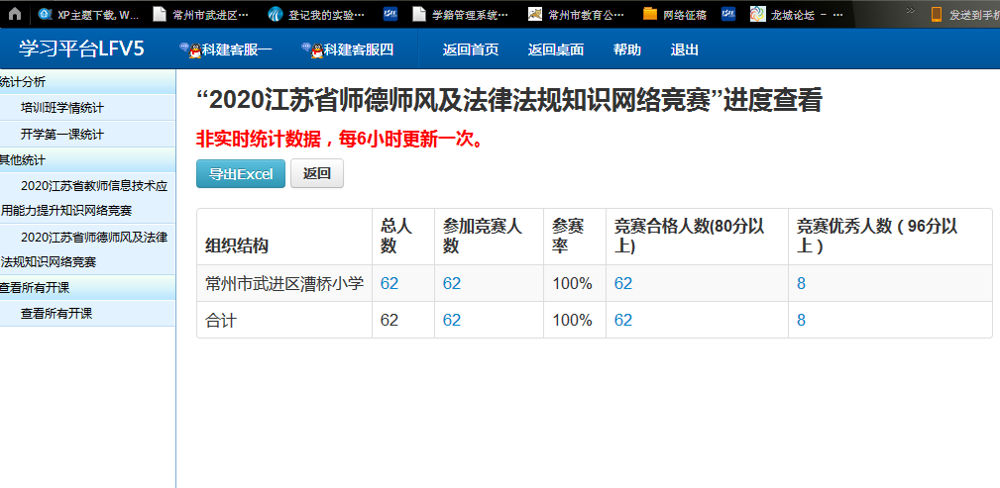 XP主题下载, W...
常州市武进区...
登记我的实验...
学籍管理系统...
常州市教育公...
网络征稿
龙城论坛 - ...
发送到手机
学习平台LFV5
科建客服一
科建客服四
返回首页
返回桌面
帮助
退出
统计分析
培训班学情统计
开学第一课统计
其他统计
2020江苏省教师信息技术应
用能力提升知识网络竞赛
2020江苏省师德师风及法律
法规知识网络竞赛
查看所有开课
查看所有开课
“2020江苏省师德师风及法律法规知识网络竞赛”进度查看
非实时统计数据，每6小时更新一次。
导出Excel 返回
组织结构 总人数 参加竞赛人数 参赛率 竞赛合格人数(80分以上) 竞赛优秀人数（96分以上）
常州市武进区漕桥小学 62 62 100% 62 8
合计 62 62 100% 62 8